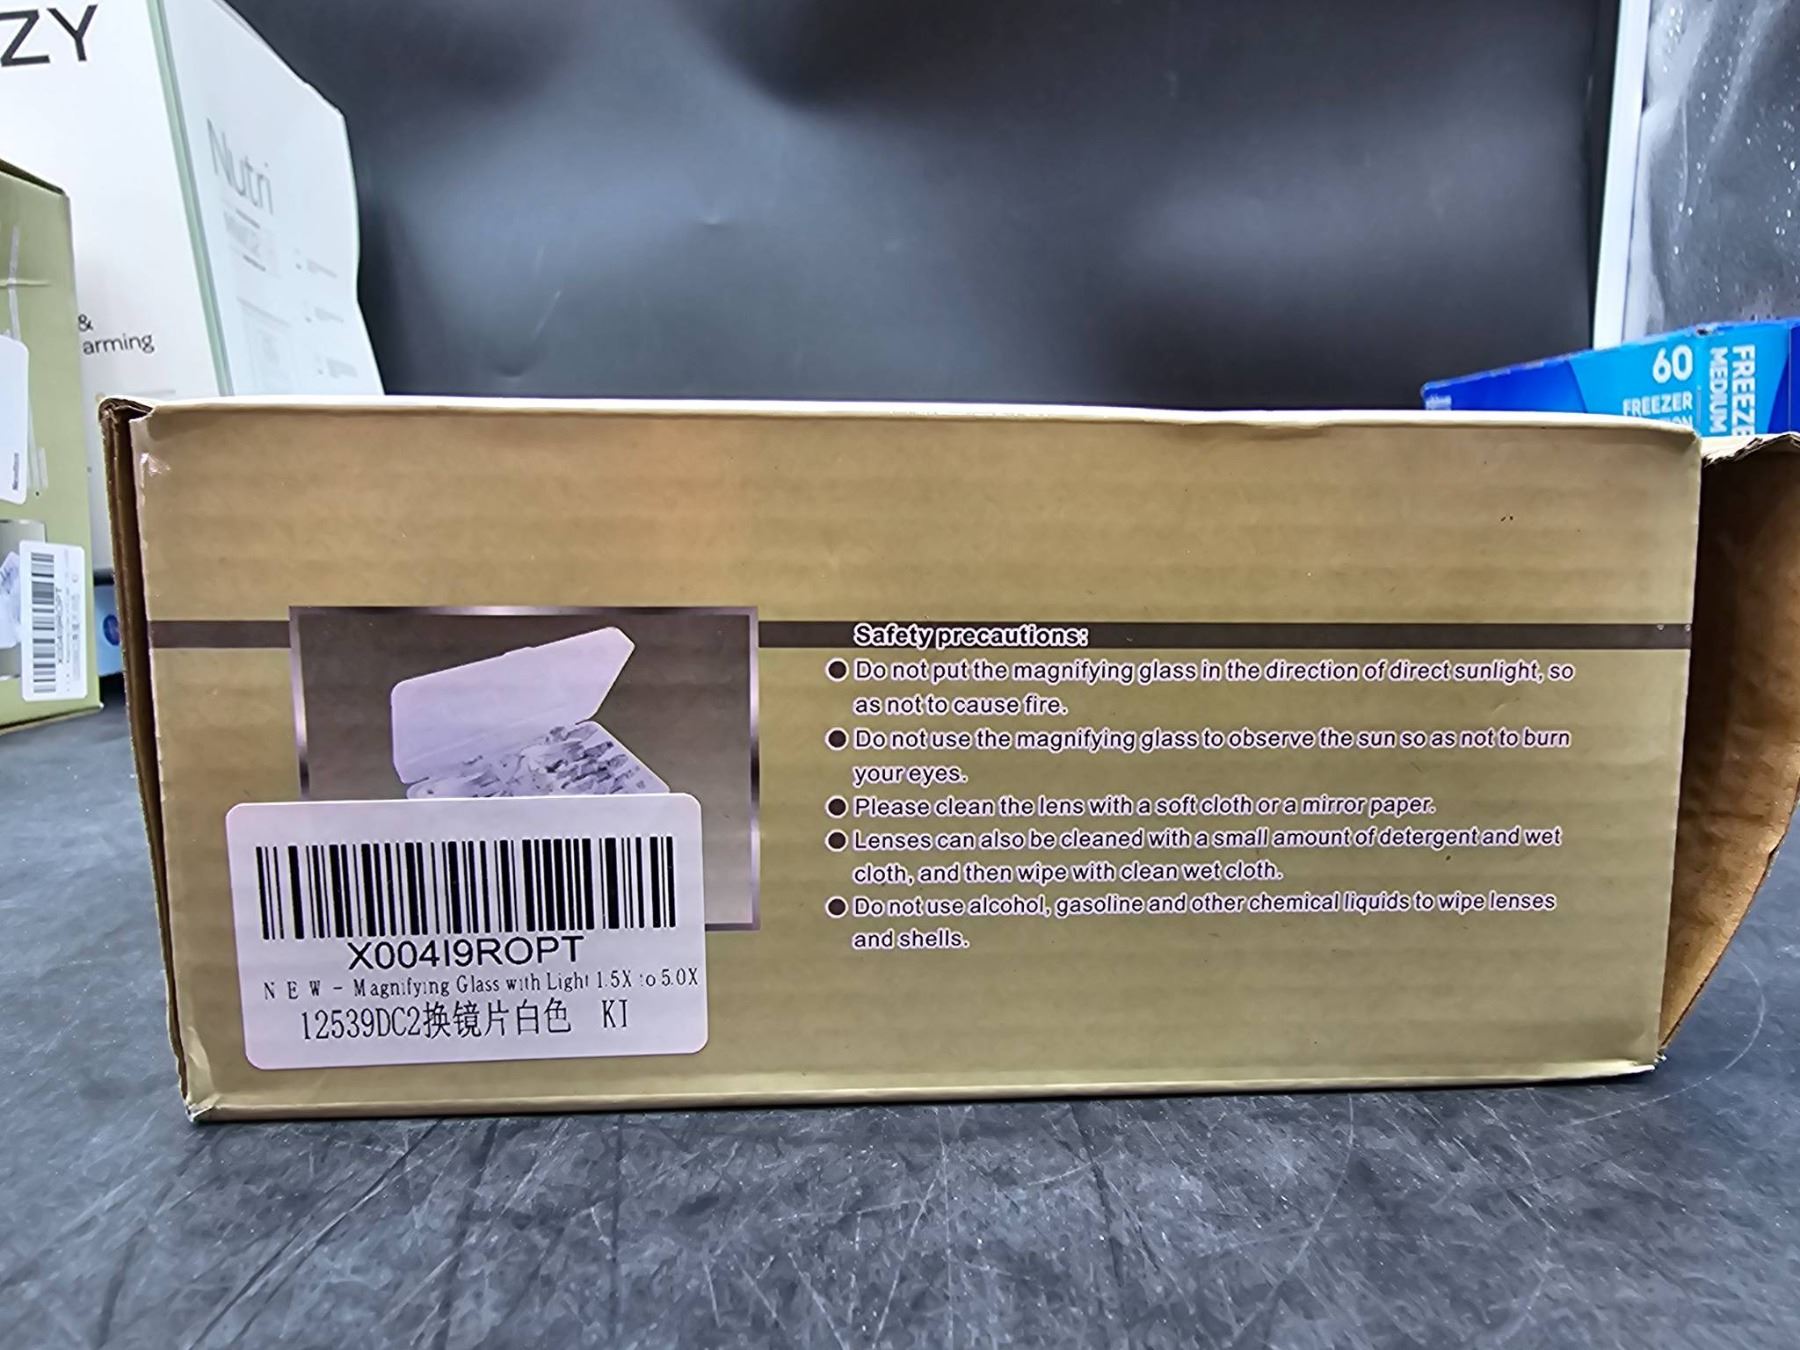 ZY
Nutri
&
arming
60
FREEZER
FREEZE
MEDIUM
Safety precautions:
● Do not put the magnifying glass in the direction of direct sunlight, so
as not to cause fire.
● Do not use the magnifying glass to observe the sun so as not to burn
your eyes.
● Please clean the lens with a soft cloth or a mirror paper.
● Lenses can also be cleaned with a small amount of detergent and wet
cloth, and then wipe with clean wet cloth.
● Do not use alcohol, gasoline and other chemical liquids to wipe lenses
and shells.
X004I9ROPT
NEW - Magnifying Glass with Light 1.5X to 5.0X
12539DC2换镜片白色 KI
X004I9ROPT